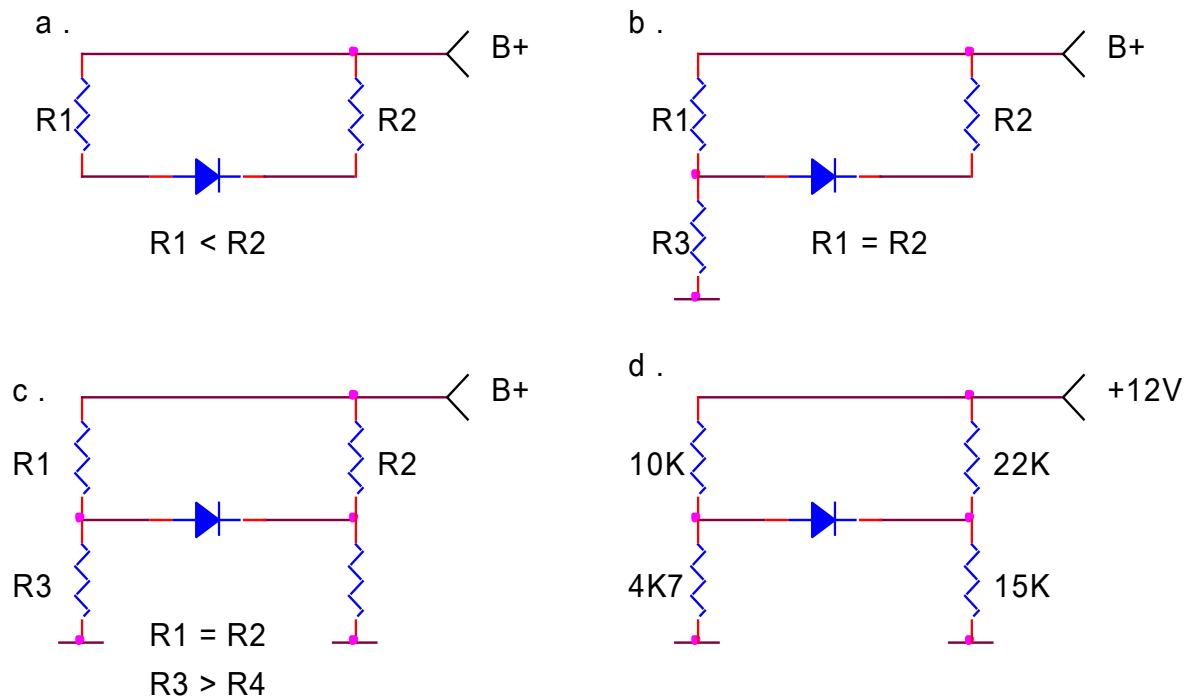 a .
B+
R1
R2
R1 < R2
b .
B+
R1
R2
R3
R1 = R2
c .
B+
R1
R2
R3
R1 = R2
R3 > R4
d .
+12V
10K
22K
4K7
15K